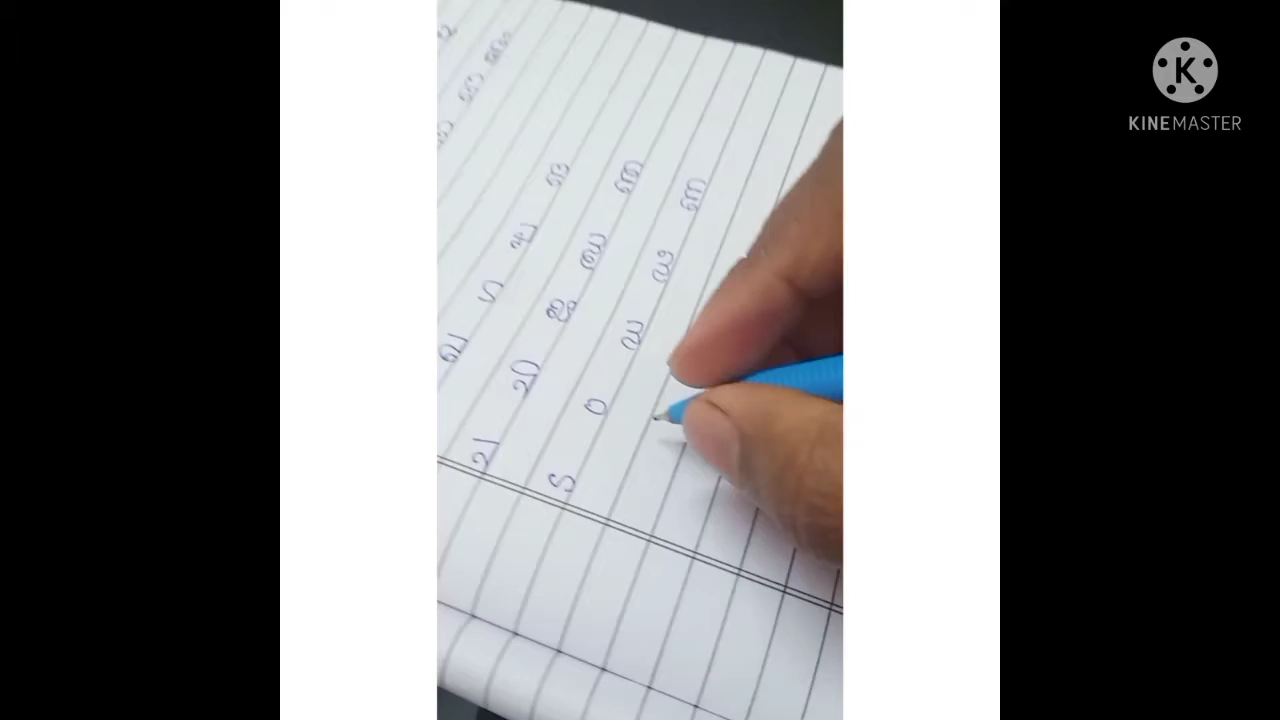 ഖ ഗ ഘ ങ
ച ഛ ജ ഝ ഞ
ട ഠ ഡ ഢ ണ
KINEMASTER